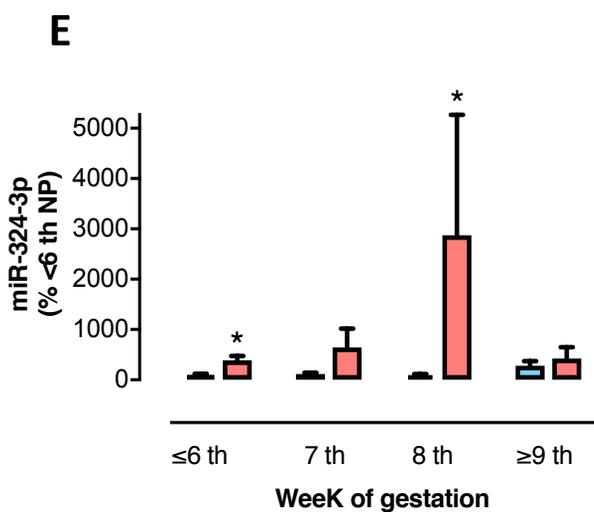 E
*
5000
4000
3000
2000
1000
0
*
miR-324-3p
(% <6 th NP)
≤6 th 7 th 8 th ≥9 th
WeeK of gestation